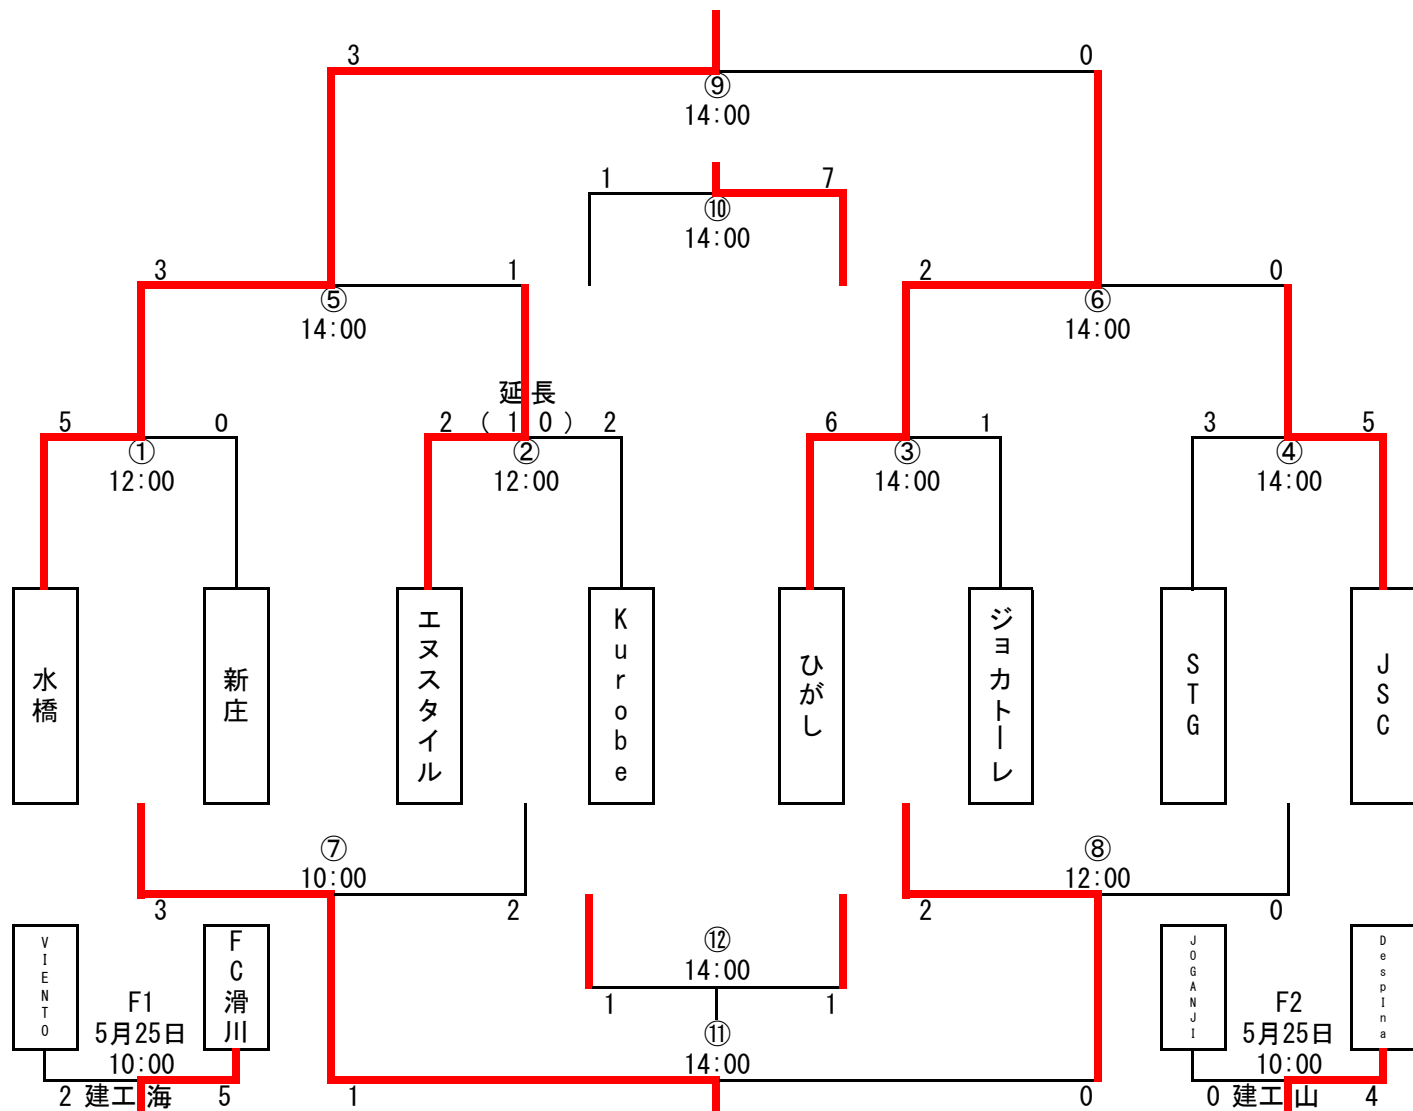 3 0
⑨
14:00
1 7
⑩
14:00
3 1 2 0
⑤ ⑥
14:00 14:00
延長
5 0 2 (10) 2 6 1 3 5
① ② ③ ④
12:00 12:00 14:00 14:00
水橋
新庄
エヌスタイル
Kurobe
ひがし
ジョカトーレ
STG
JSC
⑦ ⑧
10:00 12:00
3 2 2 0
VIENTO
FC滑川
F1
5月25日
10:00
2 建工 海 5
⑫
14:00
1 1
⑪
14:00
1 0
JOGANJI
DespIna
F2
5月25日
10:00
0 建工 山 4